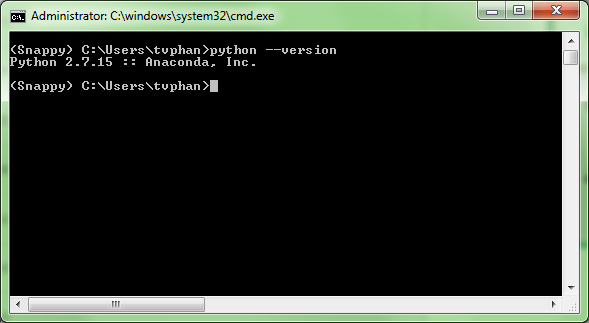 Administrator: C:\windows\system32\cmd.exe
(Snappy) C:\Users\tvphan>python --version
Python 2.7.15 :: Anaconda, Inc.
(Snappy) C:\Users\tvphan>